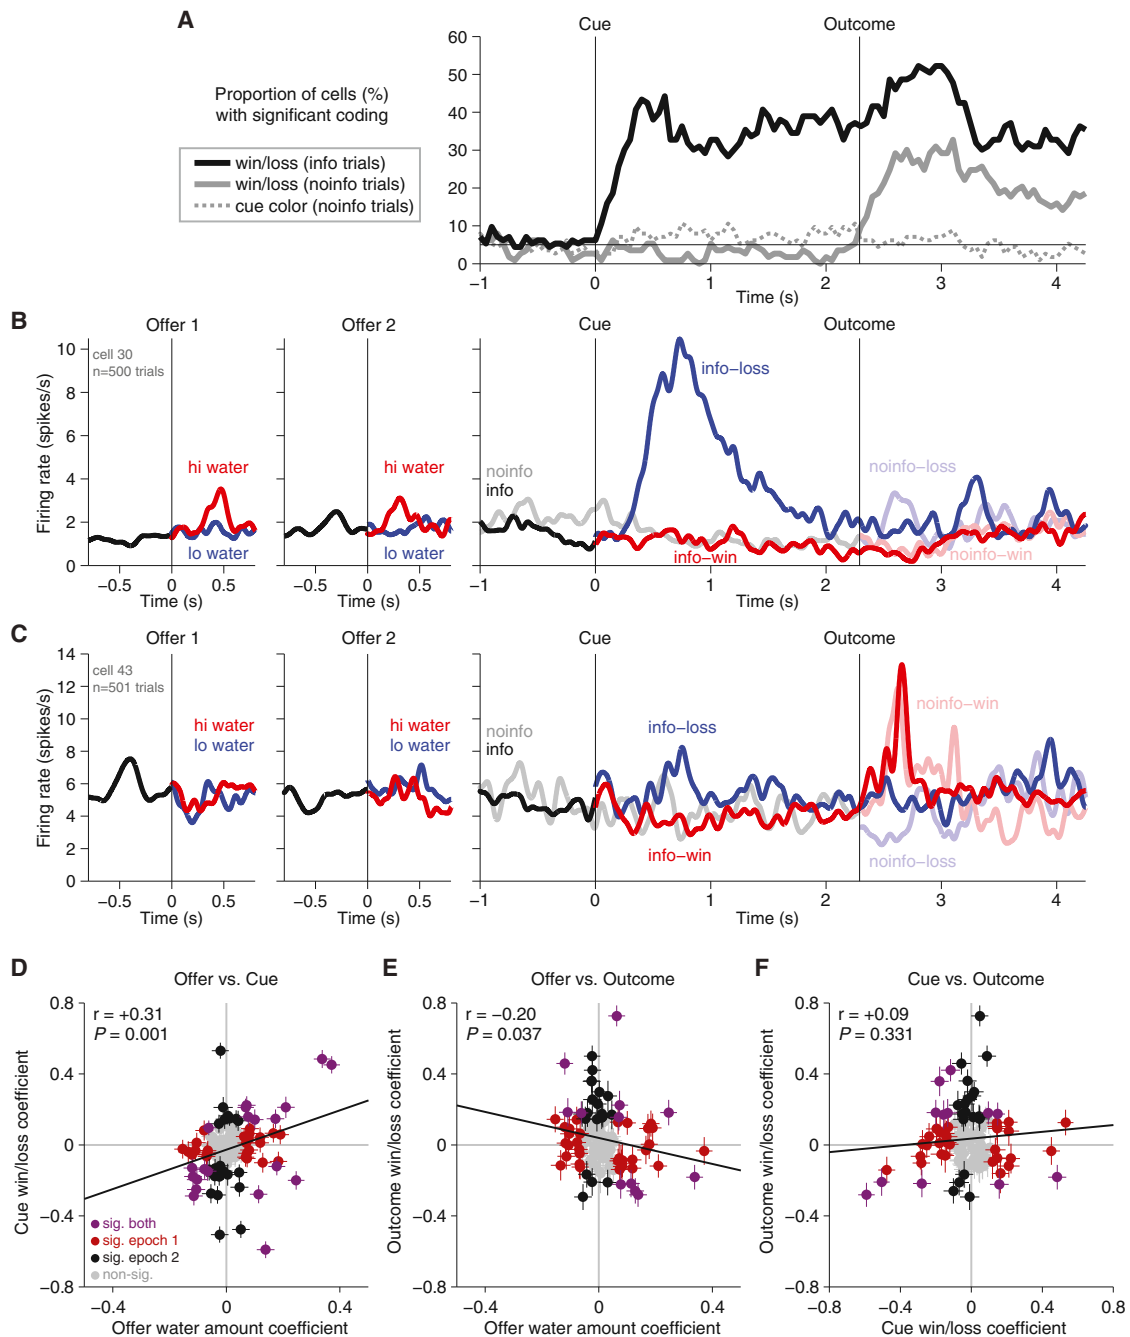 A
Cue
Outcome
Proportion of cells (%)
with significant coding
win/loss (info trials)
win/loss (noinfo trials)
cue color (noinfo trials)
60
50
40
30
20
10
0
−1
0
1
2
3
4
Time (s)
B
Offer 1
Offer 2
Cue
Outcome
cell 30
n=500 trials
Firing rate (spikes/s)
10
8
6
4
2
0
hi water
lo water
hi water
lo water
noinfo
info
info−loss
info−win
noinfo−loss
noinfo−win
−0.5
0
0.5
−0.5
0
0.5
−1
0
1
2
3
4
Time (s)
Time (s)
Time (s)
C
Offer 1
Offer 2
Cue
Outcome
cell 43
n=501 trials
Firing rate (spikes/s)
14
12
10
8
6
4
2
0
hi water
lo water
hi water
lo water
noinfo
info
info−loss
info−win
noinfo−win
noinfo−loss
−0.5
0
0.5
−0.5
0
0.5
−1
0
1
2
3
4
Time (s)
Time (s)
Time (s)
D
Offer vs. Cue
r = +0.31
P = 0.001
Cue win/loss coefficient
0.8
0.4
0
−0.4
−0.8
sig. both
sig. epoch 1
sig. epoch 2
non−sig.
−0.4
0
0.4
Offer water amount coefficient
E
Offer vs. Outcome
r = −0.20
P = 0.037
Outcome win/loss coefficient
0.8
0.4
0
−0.4
−0.8
−0.4
0
0.4
Offer water amount coefficient
F
Cue vs. Outcome
r = +0.09
P = 0.331
Outcome win/loss coefficient
0.8
0.4
0
−0.4
−0.8
−0.8
−0.4
0
0.4
0.8
Cue win/loss coefficient